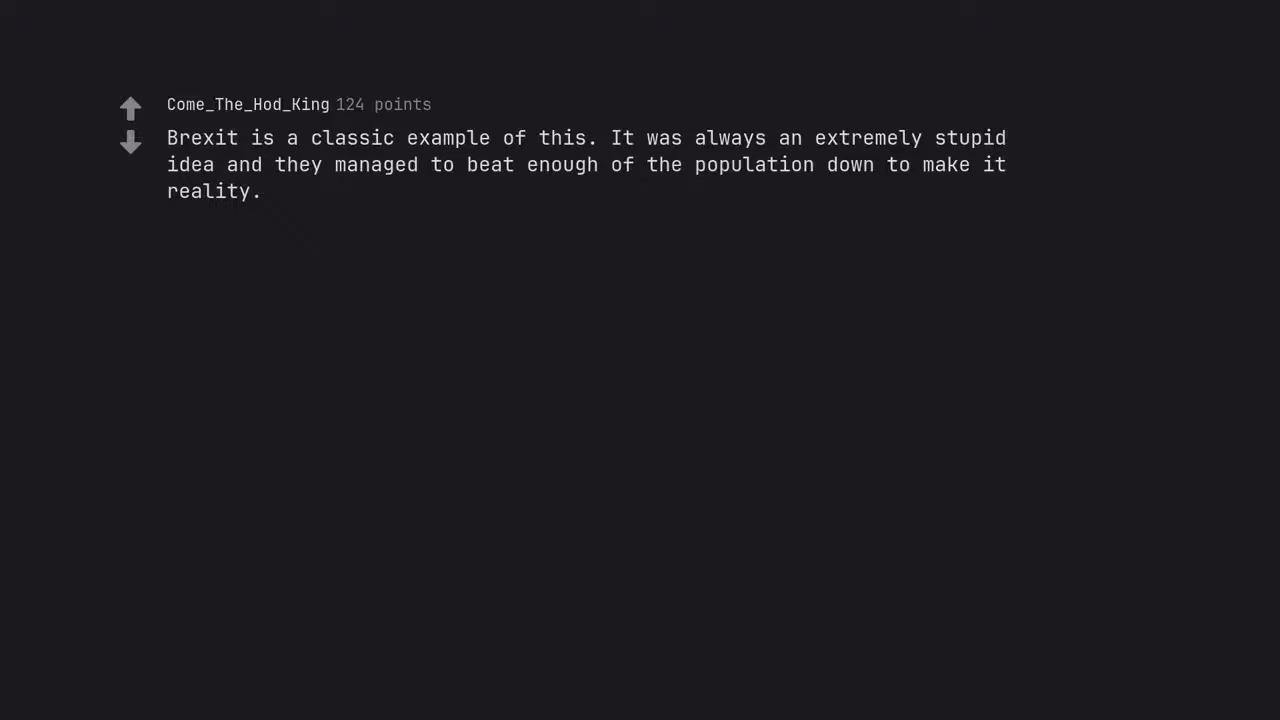 Come_The_Hod_King 124 points
Brexit is a classic example of this. It was always an extremely stupid
idea and they managed to beat enough of the population down to make it
reality.